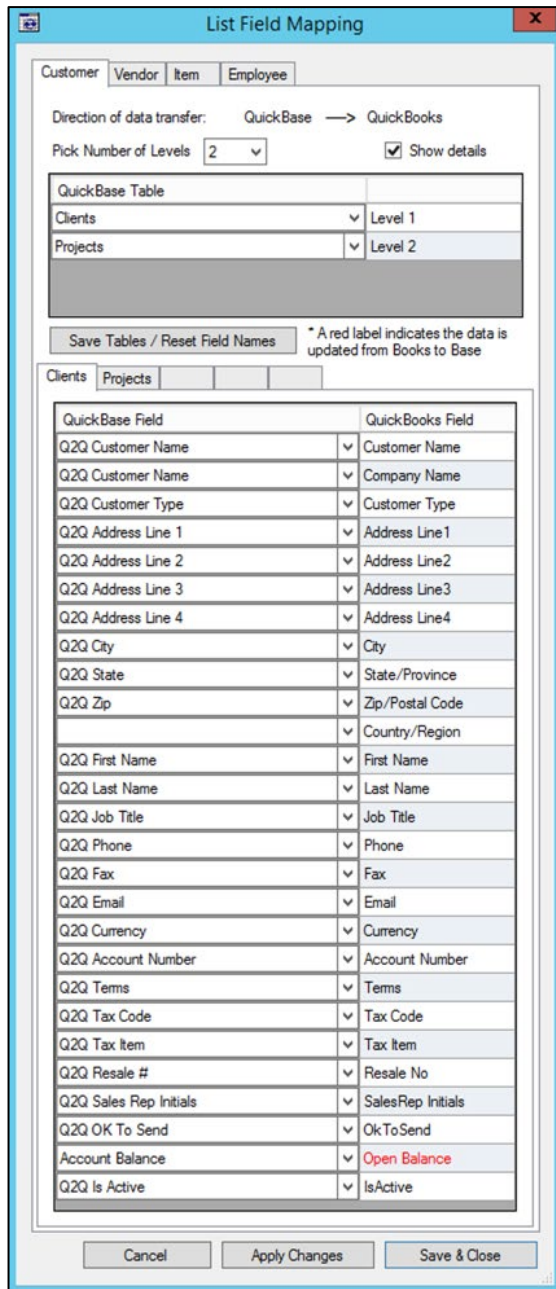 List Field Mapping
x
Customer Vendor Item Employee
Direction of data transfer: QuickBase ---> QuickBooks
Pick Number of Levels 2 Show details
QuickBase Table
Clients Level 1
Projects Level 2
Save Tables / Reset Field Names * A red label indicates the data is
updated from Books to Base
Clients Projects
QuickBase Field QuickBooks Field
Q2Q Customer Name Customer Name
Q2Q Customer Name Company Name
Q2Q Customer Type Customer Type
Q2Q Address Line 1 Address Line1
Q2Q Address Line 2 Address Line2
Q2Q Address Line 3 Address Line3
Q2Q Address Line 4 Address Line4
Q2Q City City
Q2Q State State/Province
Q2Q Zip Zip/Postal Code
Country/Region
Q2Q First Name First Name
Q2Q Last Name Last Name
Q2Q Job Title Job Title
Q2Q Phone Phone
Q2Q Fax Fax
Q2Q Email Email
Q2Q Currency Currency
Q2Q Account Number Account Number
Q2Q Terms Terms
Q2Q Tax Code Tax Code
Q2Q Tax Item Tax Item
Q2Q Resale # Resale No
Q2Q Sales Rep Initials SalesRep Initials
Q2Q OK To Send OkToSend
Account Balance Open Balance
Q2Q Is Active IsActive
Cancel Apply Changes Save & Close